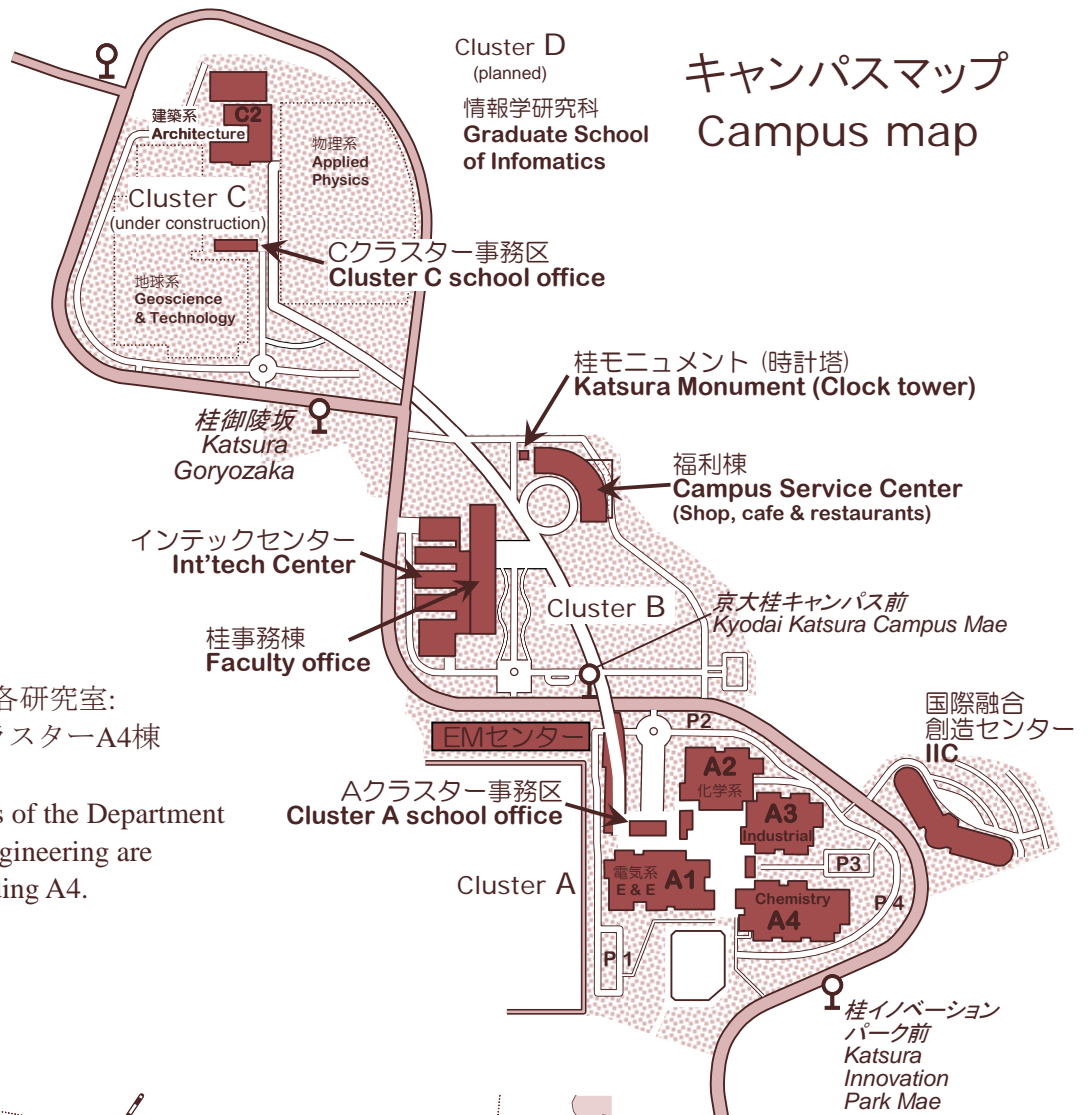 キャンパスマップ
Campus map
Cluster D
(planned)
情報学研究科
Graduate School
of Infomatics
建築系
Architecture
C2
物理系
Applied
Physics
Cluster C
(under construction)
Cクラスター事務区
Cluster C school office
地球系
Geoscience
& Technology
桂モニュメント (時計塔)
Katsura Monument (Clock tower)
桂御陵坂
Katsura
Goryozaka
福利棟
Campus Service Center
(Shop, cafe & restaurants)
インテックセンター
Int'tech Center
Cluster B
京大桂キャンパス前
Kyodai Katsura Campus Mae
桂事務棟
Faculty office
各研究室:
スターA4棟
s of the Department
gineering are
ing A4.
国際融合
創造センター
IIC
EMセンター
P2
A2
化学系
Aクラスター事務区
Cluster A school office
A3
Industrial
P3
Cluster A
電気系
E & E
A1
Chemistry
A4
P 4
P 1
桂イノベーション
パーク前
Katsura
Innovation
Park Mae